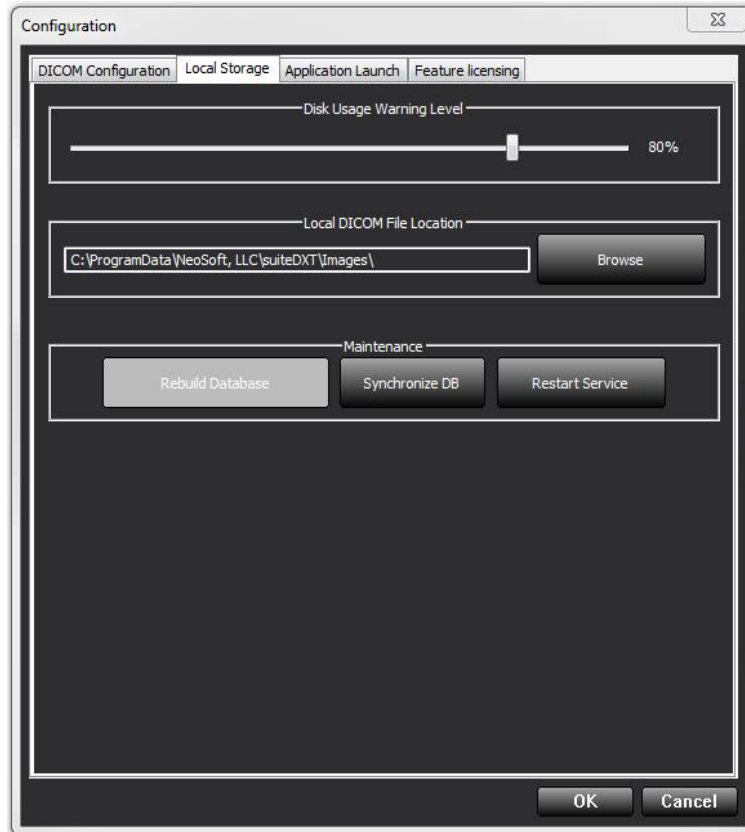 Configuration
DICOM Configuration Local Storage Application Launch Feature licensing
Disk Usage Warning Level
80%
Local DICOM File Location
C:\ProgramData\NeoSoft, LLC\suiteDXT\Images\ Browse
Maintenance
Rebuild Database Synchronize DB Restart Service
OK Cancel